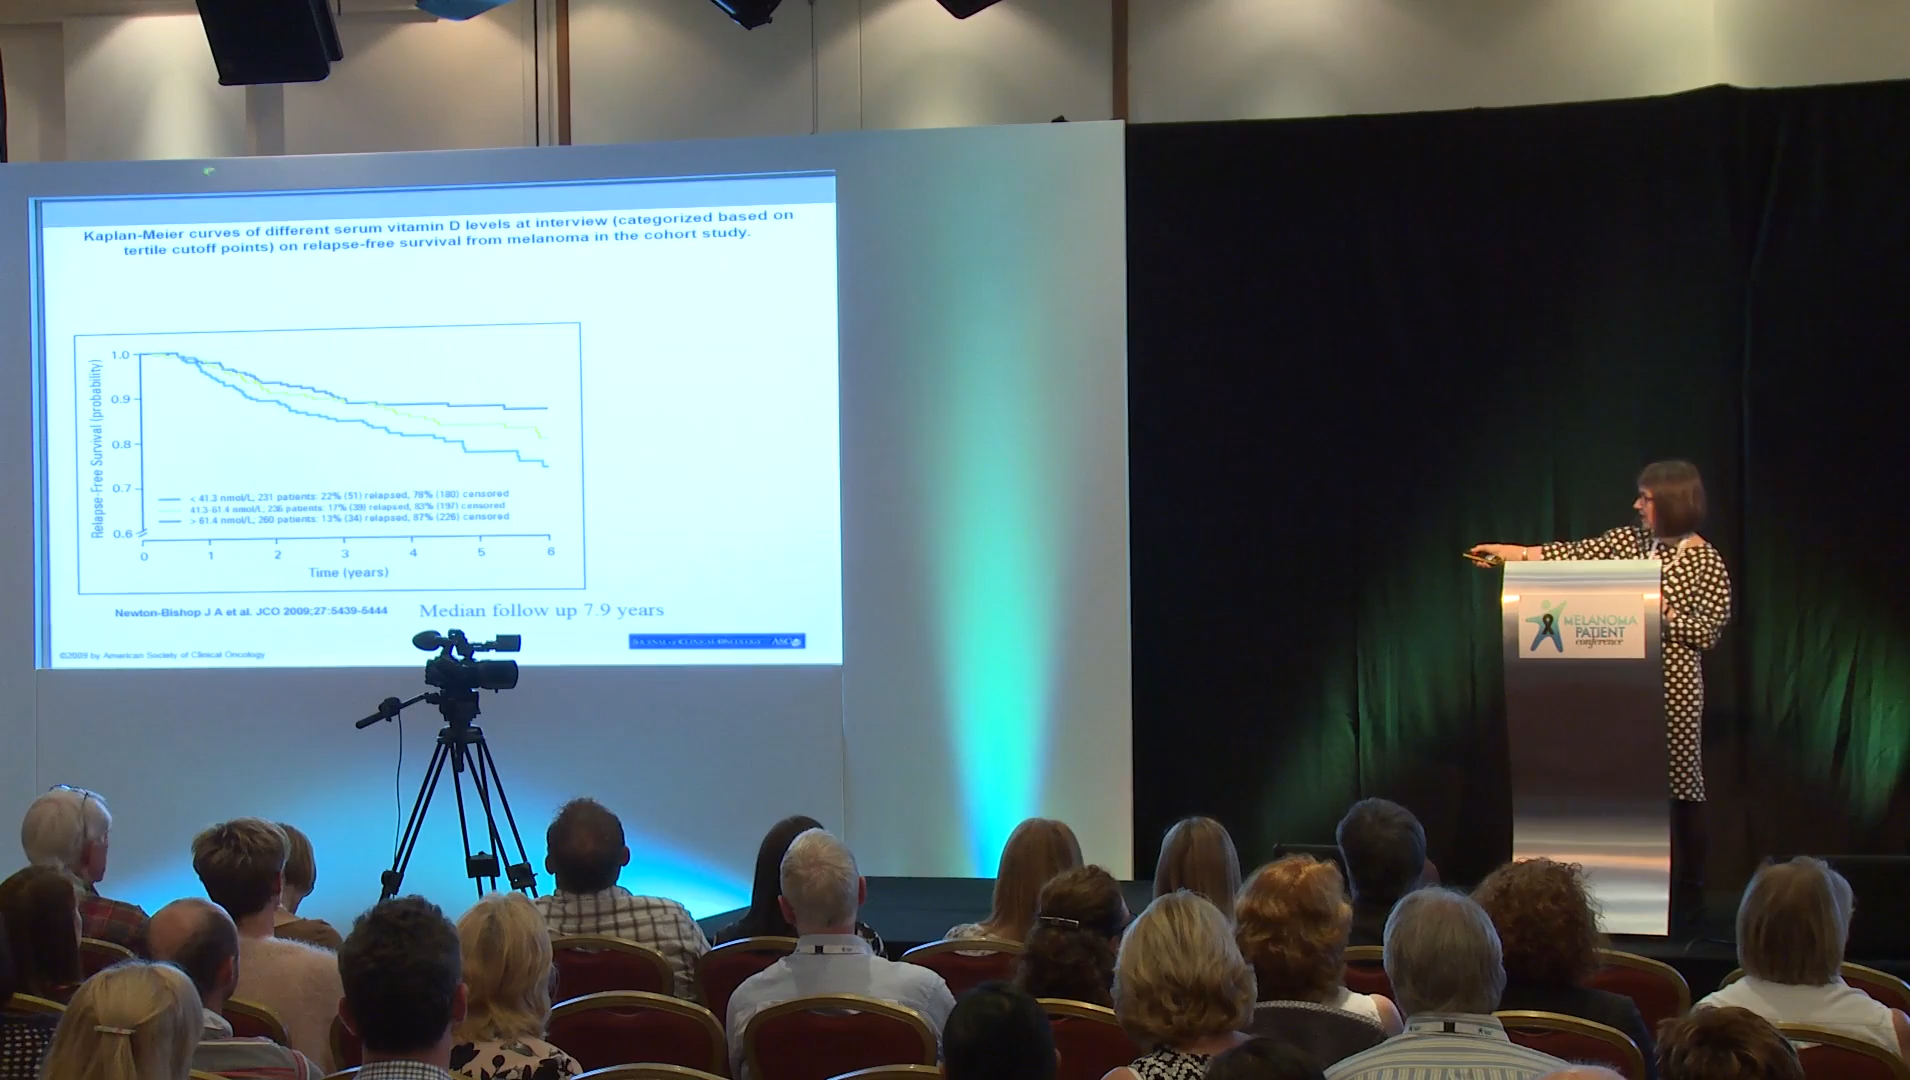 Kaplan-Meier curves of different serum vitamin D levels at interview (categorized based on
tertile cutoff points) on relapse-free survival from melanoma in the cohort study.
Relapse-Free Survival (probability)
1.0
0.9
0.8
0.7
0.6
< 41.3 nmol/L, 231 patients: 22% (51) relapsed, 78% (180) censored
41.3-61.4 nmol/L, 236 patients: 17% (39) relapsed, 83% (197) censored
> 61.4 nmol/L, 260 patients: 13% (34) relapsed, 87% (226) censored
0 1 2 3 4 5 6
Time (years)
Newton-Bishop J A et al. JCO 2009;27:5439-5444
Median follow up 7.9 years
JOURNAL OF CLINICAL ONCOLOGY ASCO
©2009 by American Society of Clinical Oncology
MELANOMA
PATIENT
conference